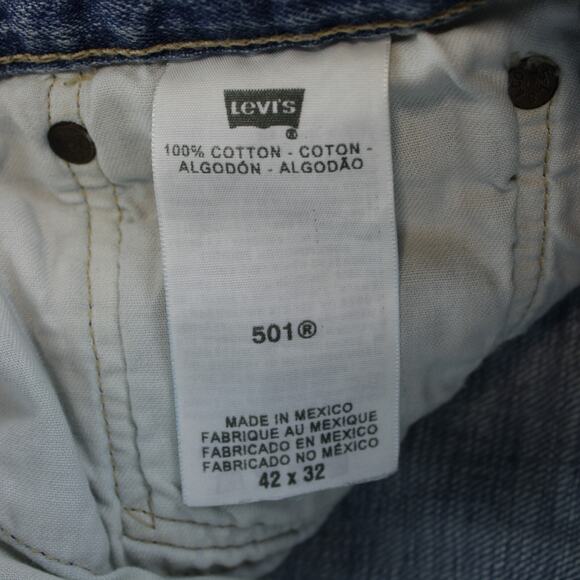 Levi's
®
100% COTTON - COTON -
ALGODÓN - ALGODÃO
501®
MADE IN MEXICO
FABRIQUE AU MEXIQUE
FABRICADO EN MEXICO
FABRICADO NO MÉXICO
42 x 32